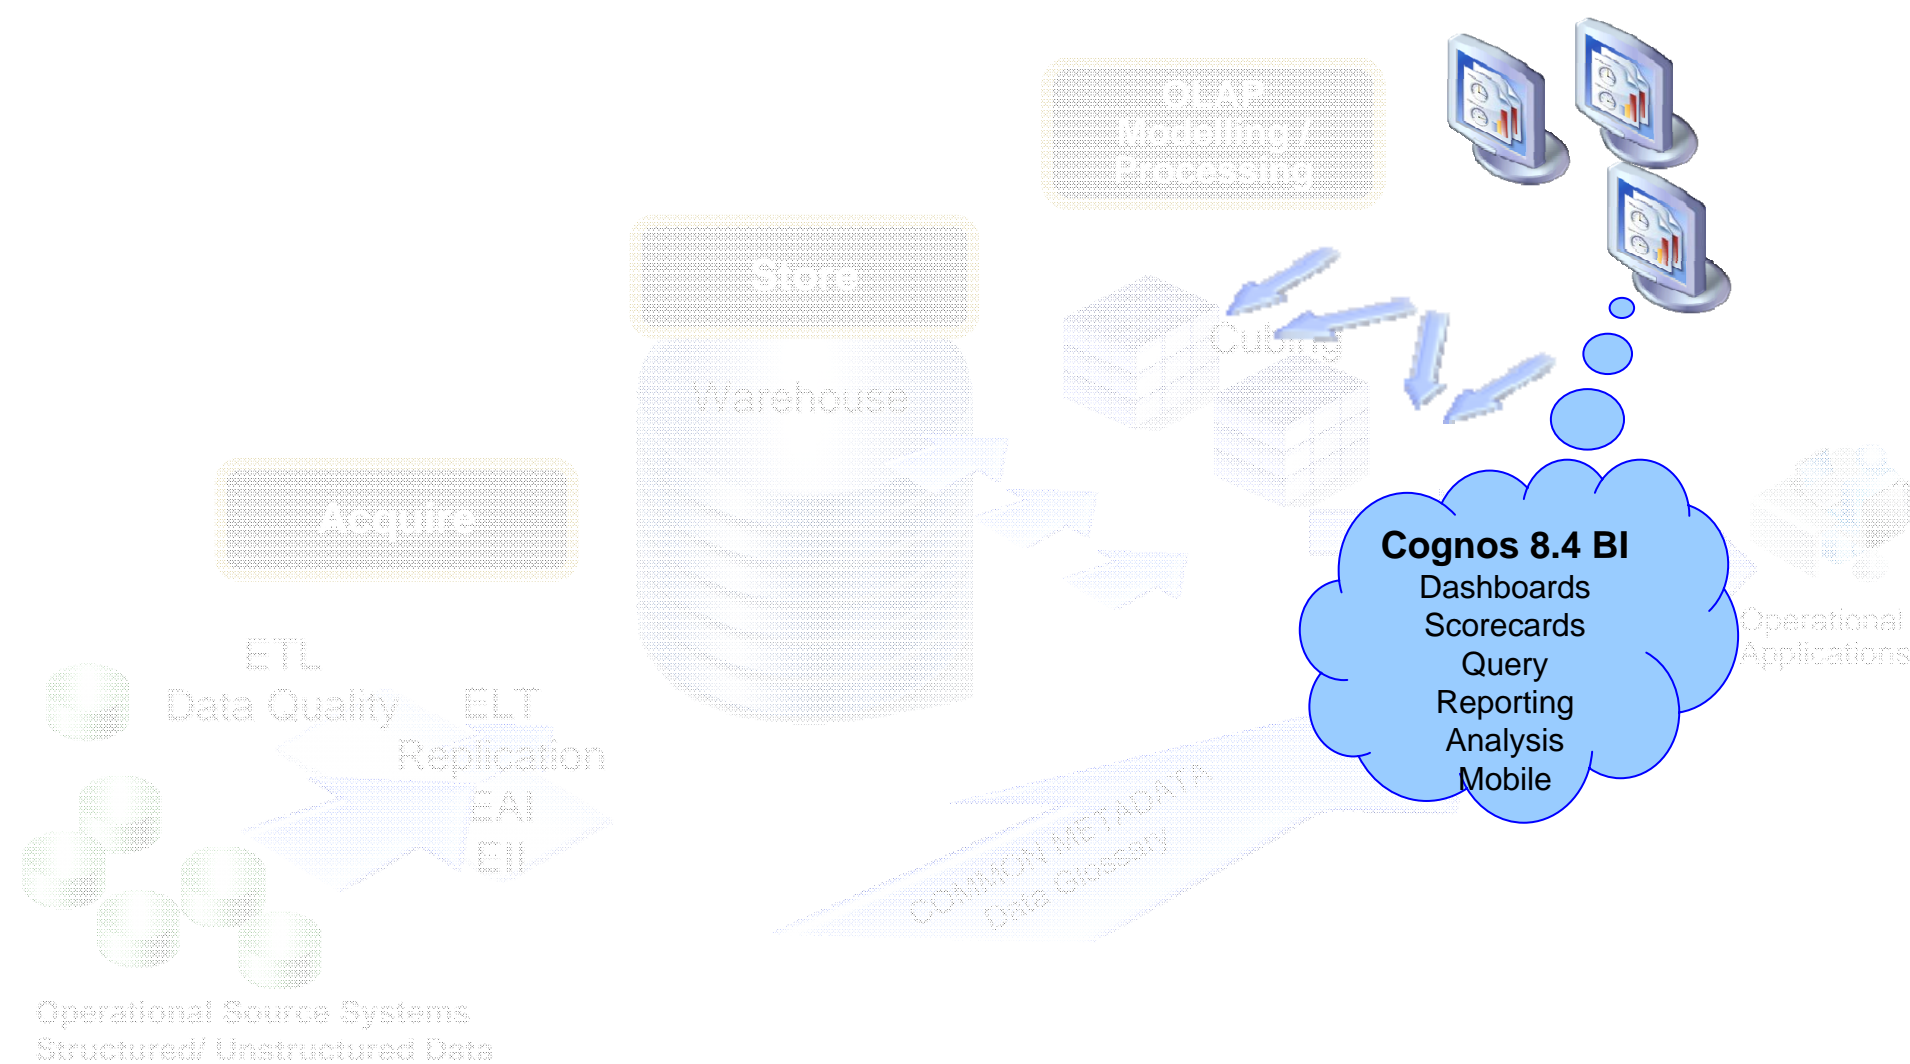 OLAP
Modelling /
Processing
Store
Cubing
Warehouse
Acquire
Cognos 8.4 BI
Dashboards
Scorecards
Query
Reporting
Analysis
Mobile
Operational
Applications
ETL
Data Quality
ELT
Replication
EAI
EII
COMMON METADATA
Data Glossary
Operational Source Systems
Structured/ Unstructured Data